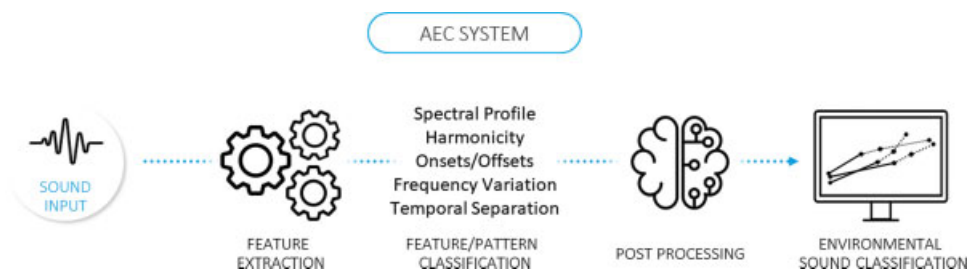 AEC SYSTEM
SOUND
INPUT
FEATURE
EXTRACTION
Spectral Profile
Harmonicity
Onsets/Offsets
Frequency Variation
Temporal Separation
FEATURE/PATTERN
CLASSIFICATION
POST PROCESSING
ENVIRONMENTAL
SOUND CLASSIFICATION